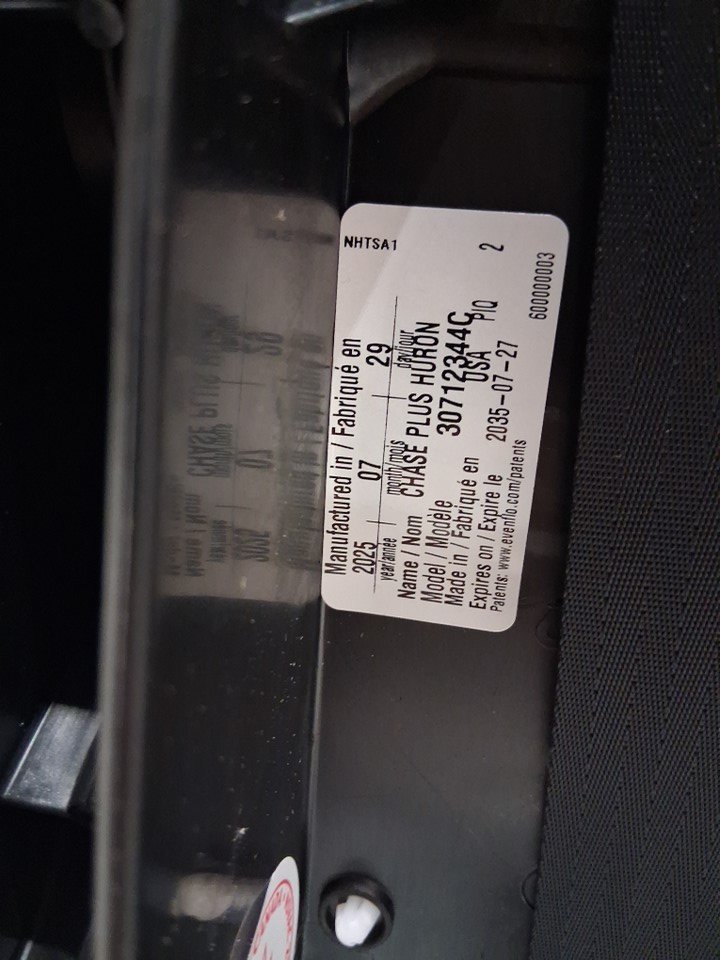 NHTSA1
Manufactured in / Fabriqué en
2025 07 29
year/année month/mois day/jour
Name / Nom CHASE PLUS HURON
Model / Modèle 30712344C
Made in / Fabriqué en USA PIQ 2
Expires on / Expire le 2035-07-27
Patents: www.evenflo.com/patents 600000003